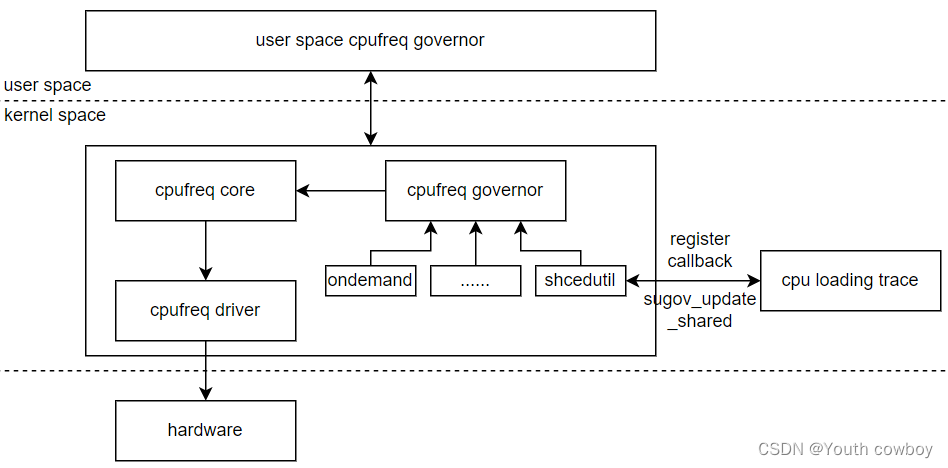 user space cpufreq governor
user space
kernel space
cpufreq core
cpufreq governor
ondemand
......
shcedutil
register
callback
sugov_update
_shared
cpu loading trace
cpufreq driver
hardware
CSDN @Youth cowboy